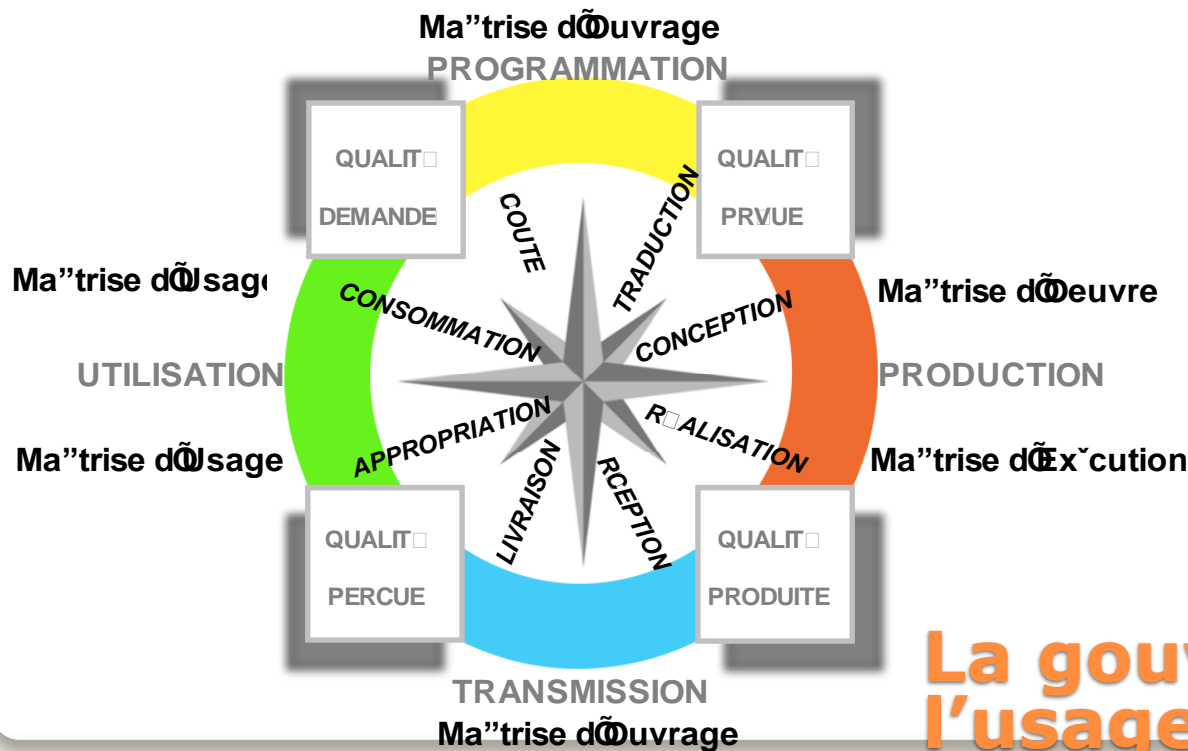 Ma”trise dÕOuvrage
PROGRAMMATION
QUALIT□
DEMANDE
QUALIT□
PR□VUE
COUTE
TRADUCTION
Ma”trise dÕUsage
CONSOMMATION
CONCEPTION
Ma”trise dÕOeuvre
UTILISATION
PRODUCTION
APPROPRIATION
R□ALISATION
Ma”trise dÕUsage
Ma”trise dÕExˇcution
LIVRAISON
RCEPTION
QUALIT□
PERCUE
QUALIT□
PRODUITE
TRANSMISSION
Ma”trise dÕOuvrage
La gouv
l’usage